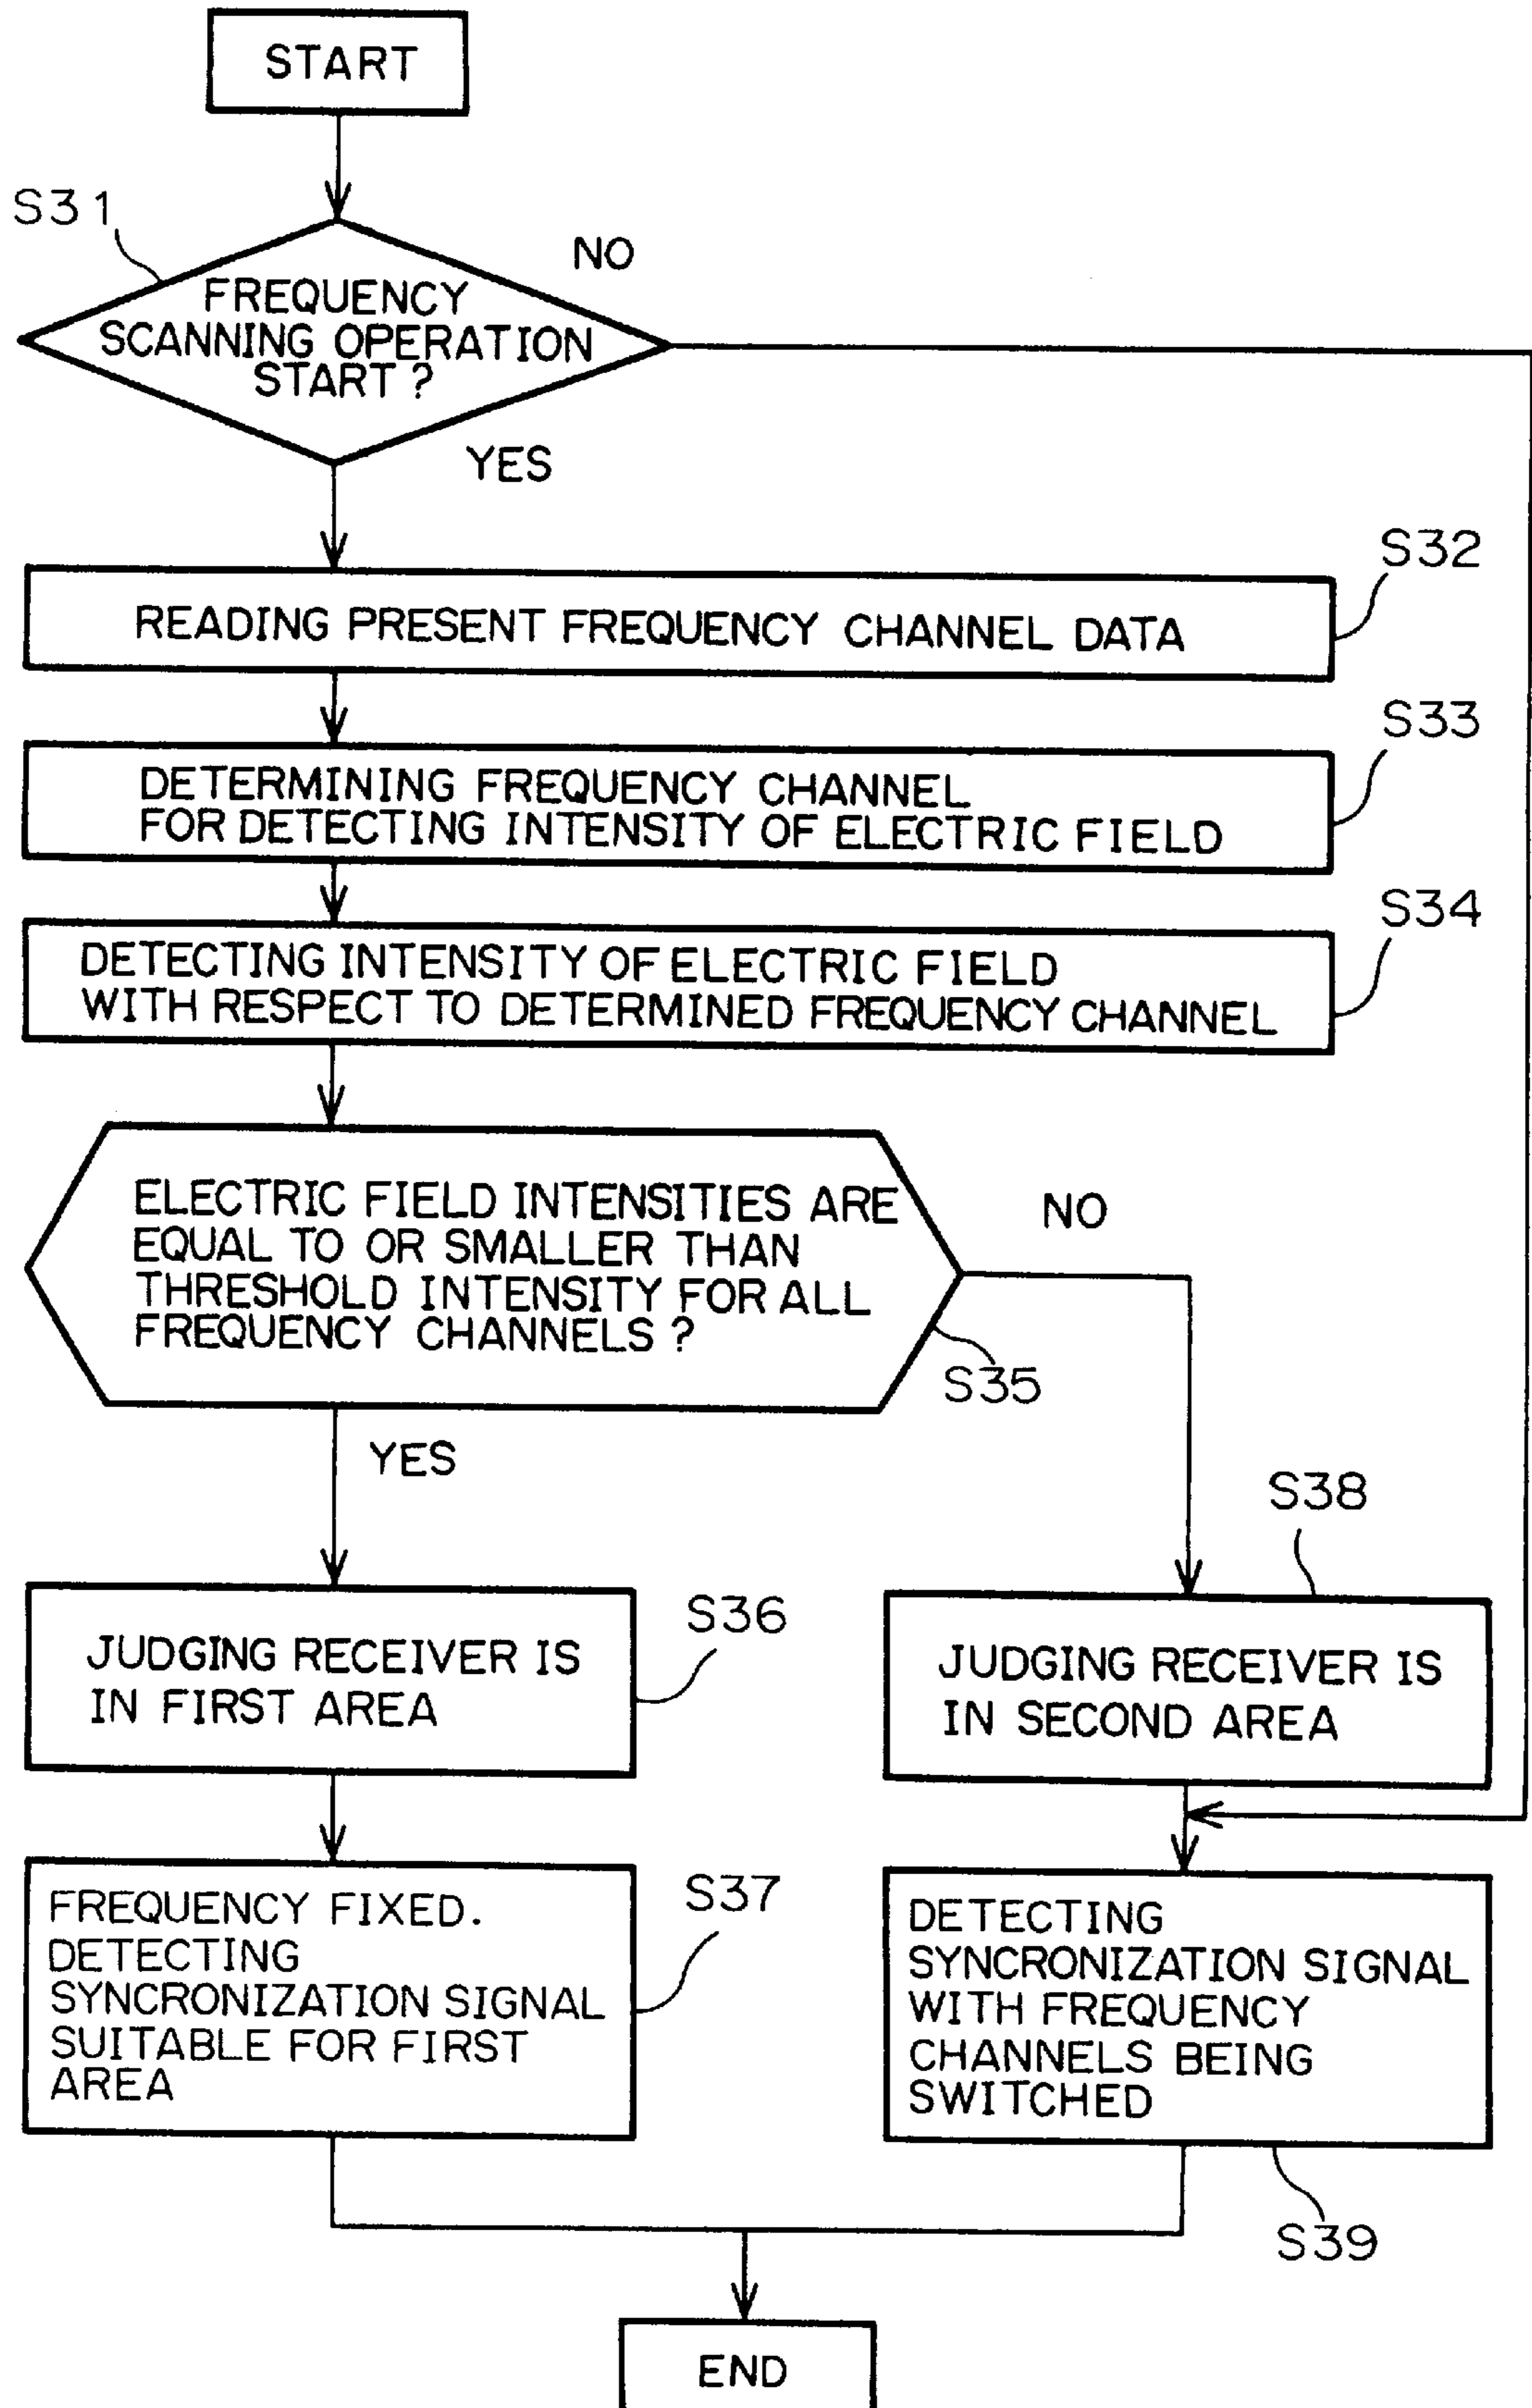 START
S31
NO
FREQUENCY
SCANNING OPERATION
START?
YES
S32
READING PRESENT FREQUENCY CHANNEL DATA
S33
DETERMINING FREQUENCY CHANNEL
FOR DETECTING INTENSITY OF ELECTRIC FIELD
S34
DETECTING INTENSITY OF ELECTRIC FIELD
WITH RESPECT TO DETERMINED FREQUENCY CHANNEL
ELECTRIC FIELD INTENSITIES ARE
EQUAL TO OR SMALLER THAN
THRESHOLD INTENSITY FOR ALL
FREQUENCY CHANNELS?
NO
S35
YES
S36
JUDGING RECEIVER IS
IN FIRST AREA
S38
JUDGING RECEIVER IS
IN SECOND AREA
S37
FREQUENCY FIXED.
DETECTING
SYNCRONIZATION SIGNAL
SUITABLE FOR FIRST
AREA
DETECTING
SYNCRONIZATION SIGNAL
WITH FREQUENCY
CHANNELS BEING
SWITCHED
S39
END